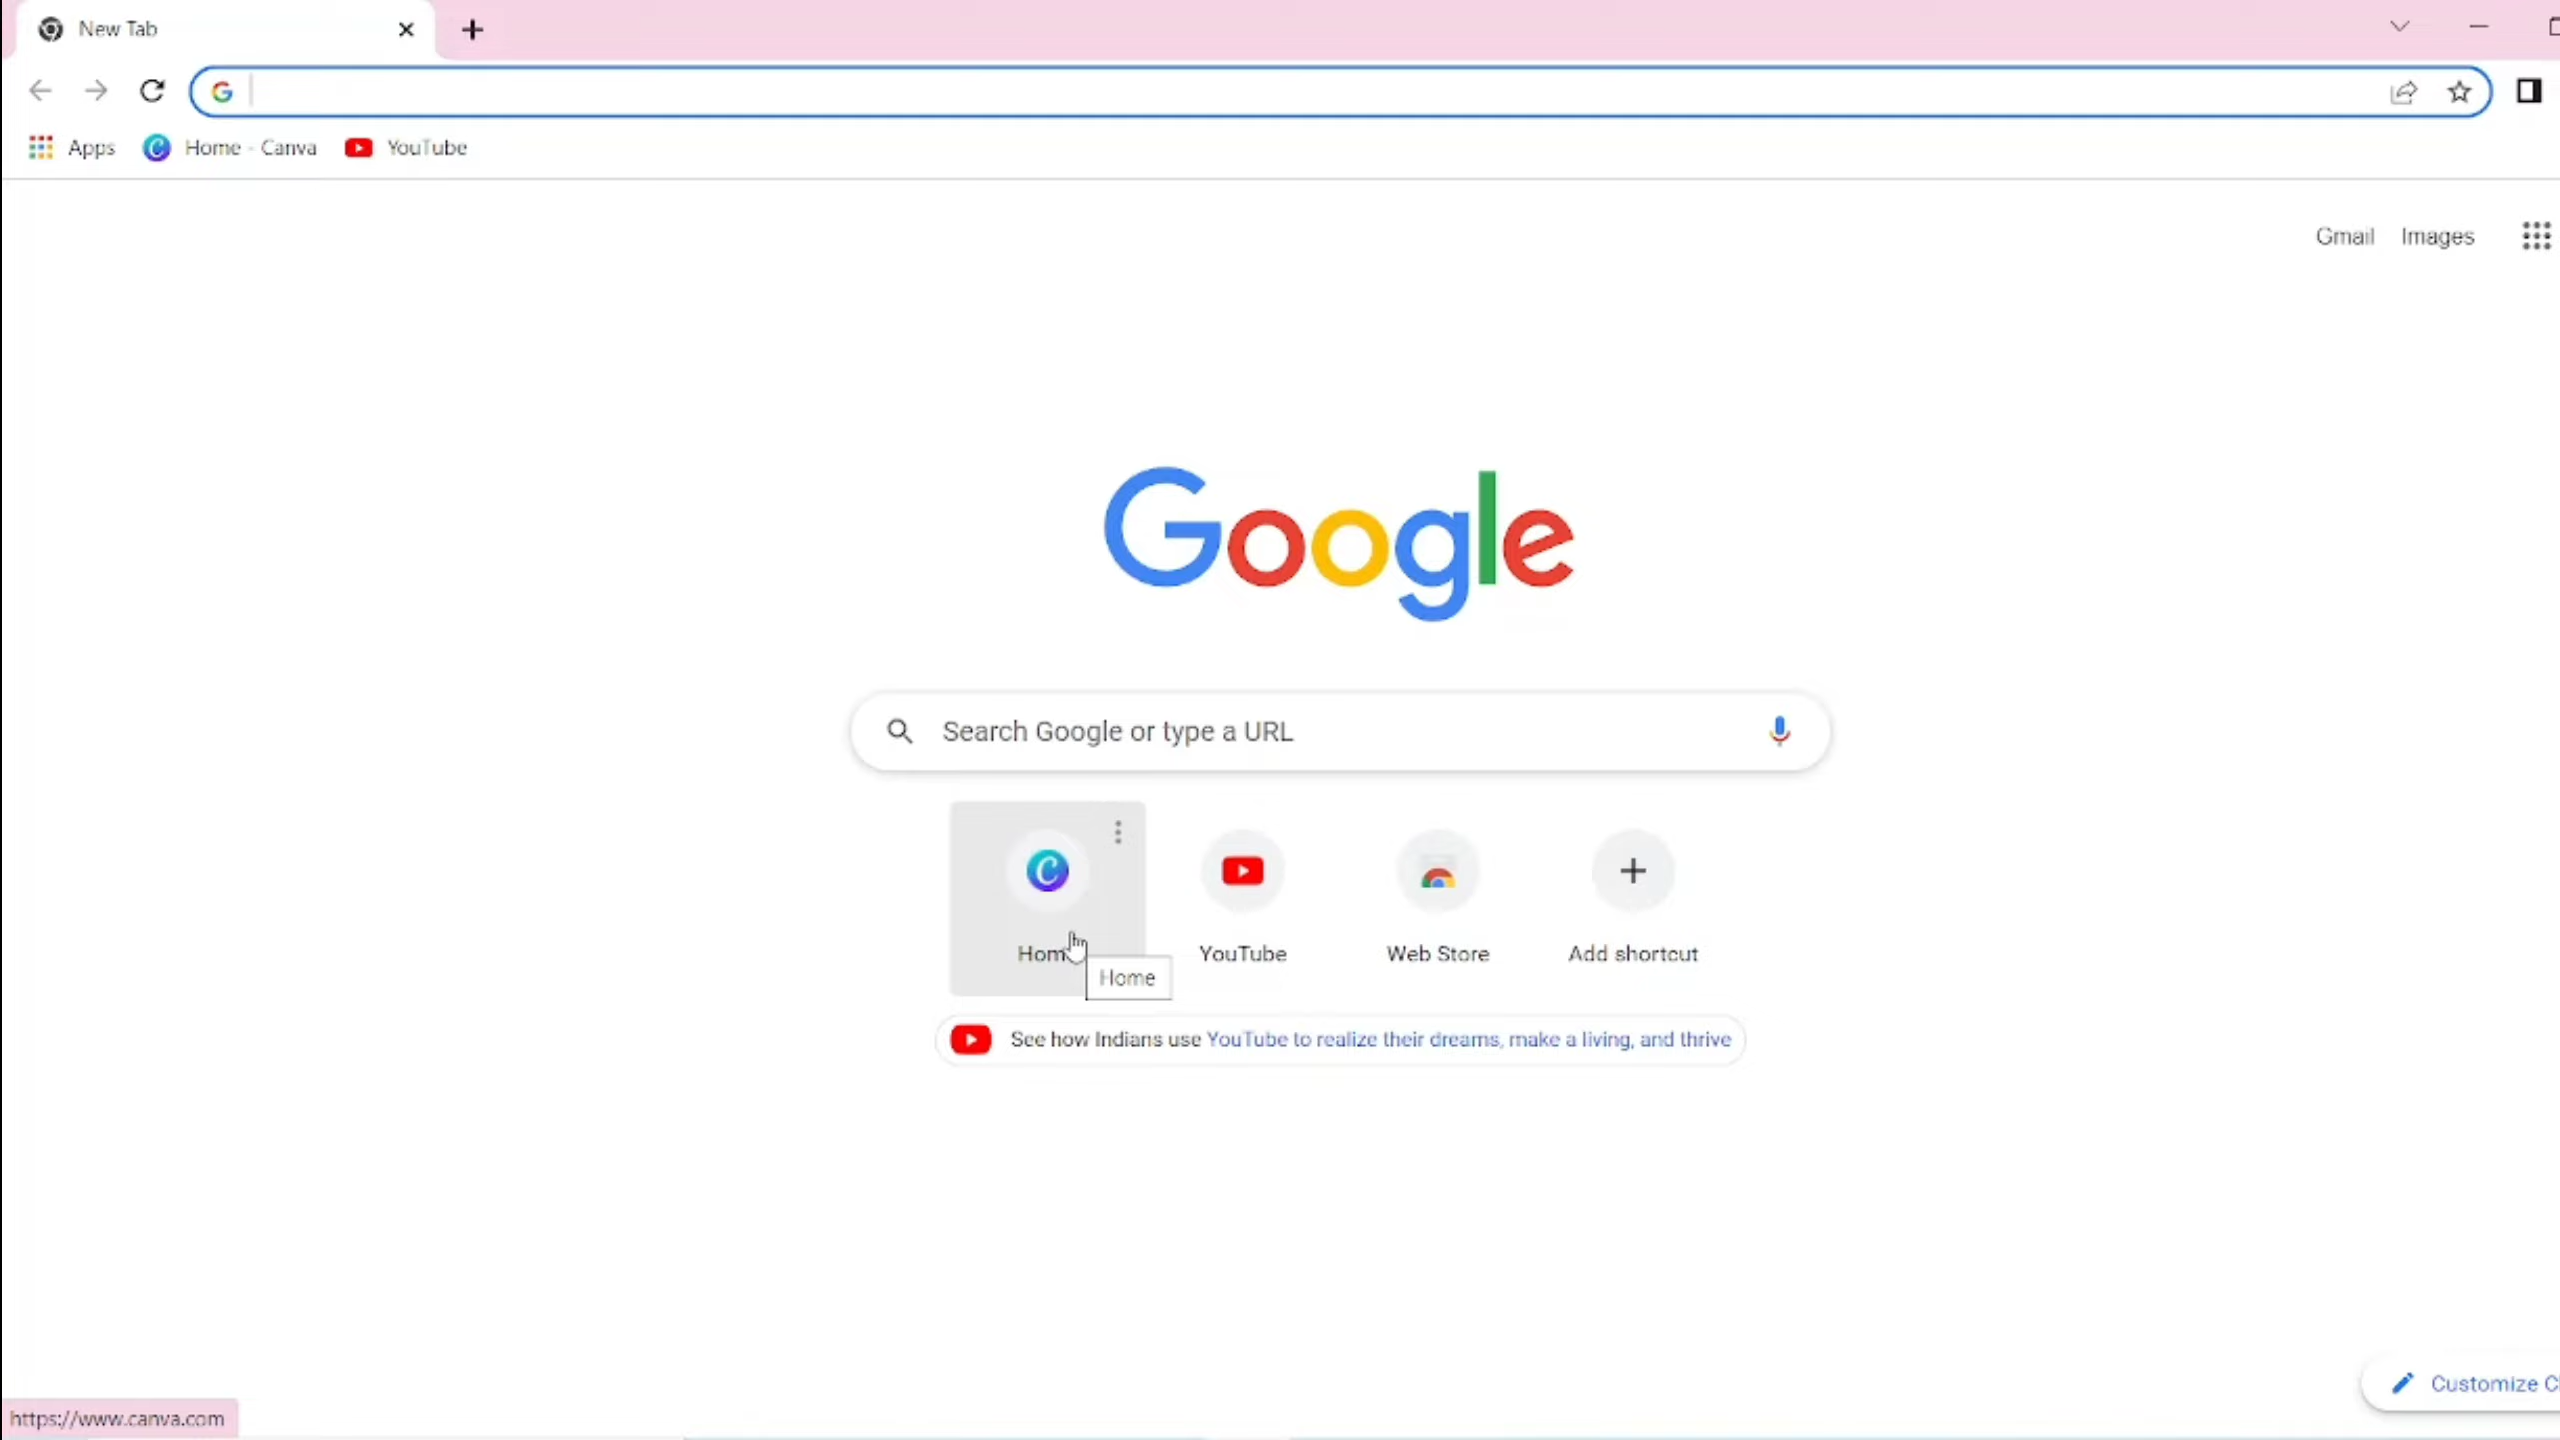 New Tab
Apps
Home - Canva
YouTube
Gmail
Images
Google
Search Google or type a URL
Hom
YouTube
Web Store
Add shortcut
Home
See how Indians use YouTube to realize their dreams, make a living, and thrive
Customize C
https://www.canva.com